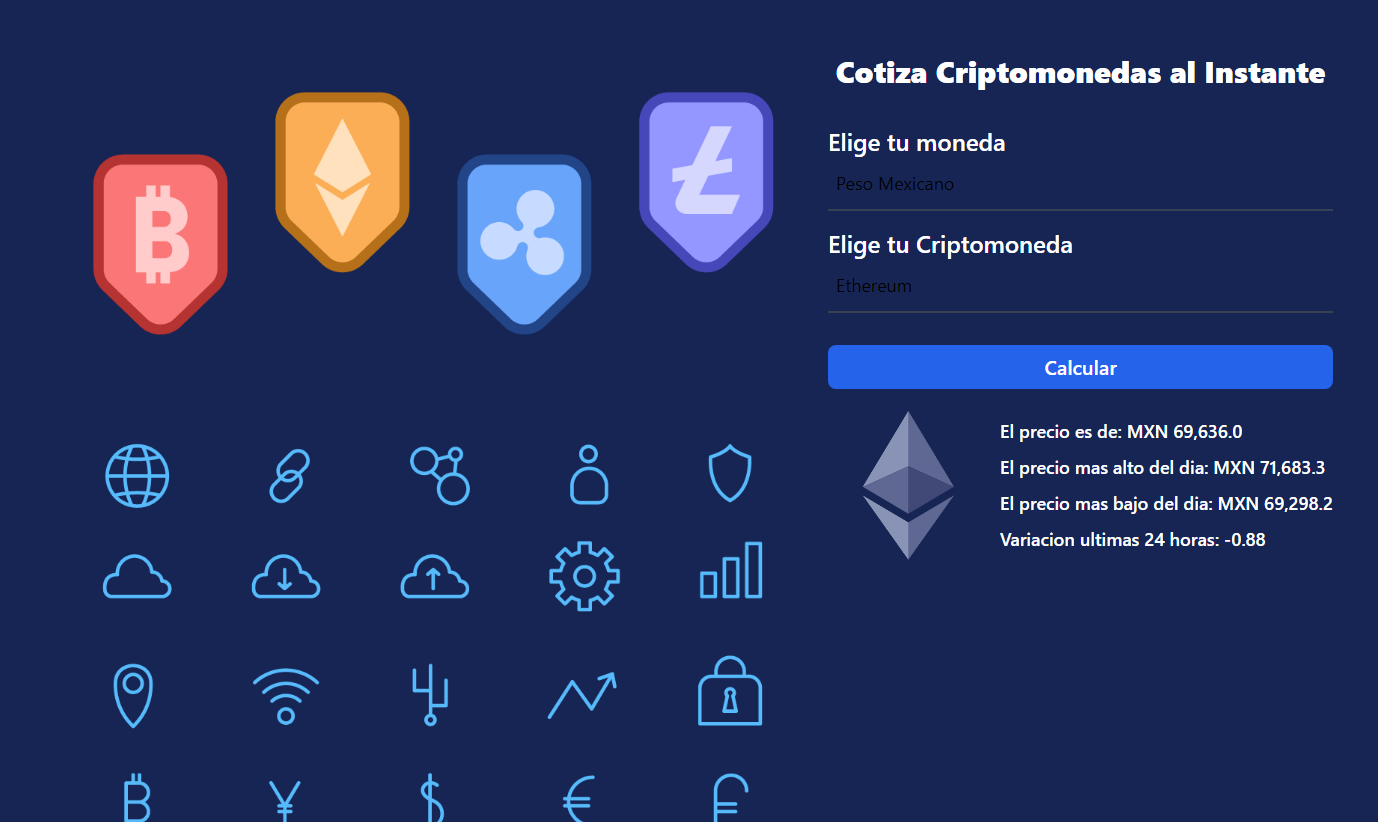 Cotiza Criptomonedas al Instante
Elige tu moneda
Peso Mexicano
Elige tu Criptomoneda
Ethereum
Calcular
El precio es de: MXN 69,636.0
El precio mas alto del dia: MXN 71,683.3
El precio mas bajo del dia: MXN 69,298.2
Variacion ultimas 24 horas: -0.88